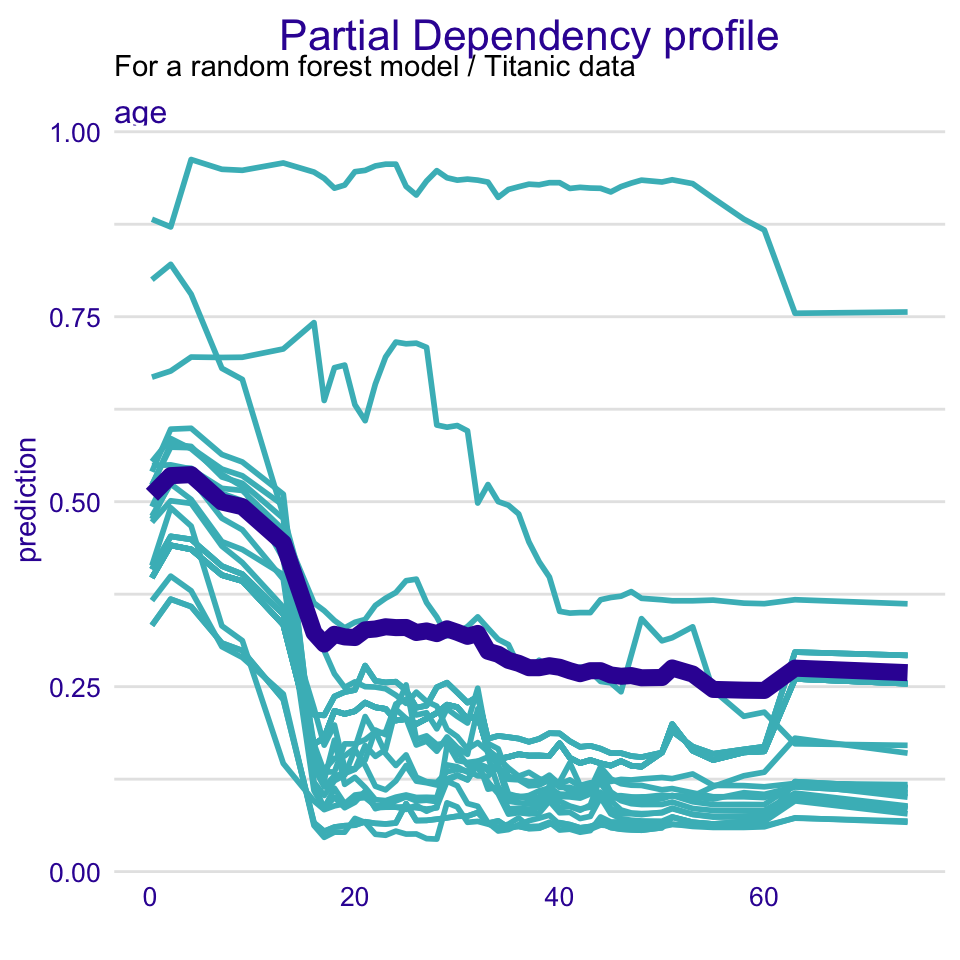 Partial Dependency profile
For a random forest model / Titanic data
age
1.00
0.75
0.50
0.25
0.00
prediction
0 20 40 60